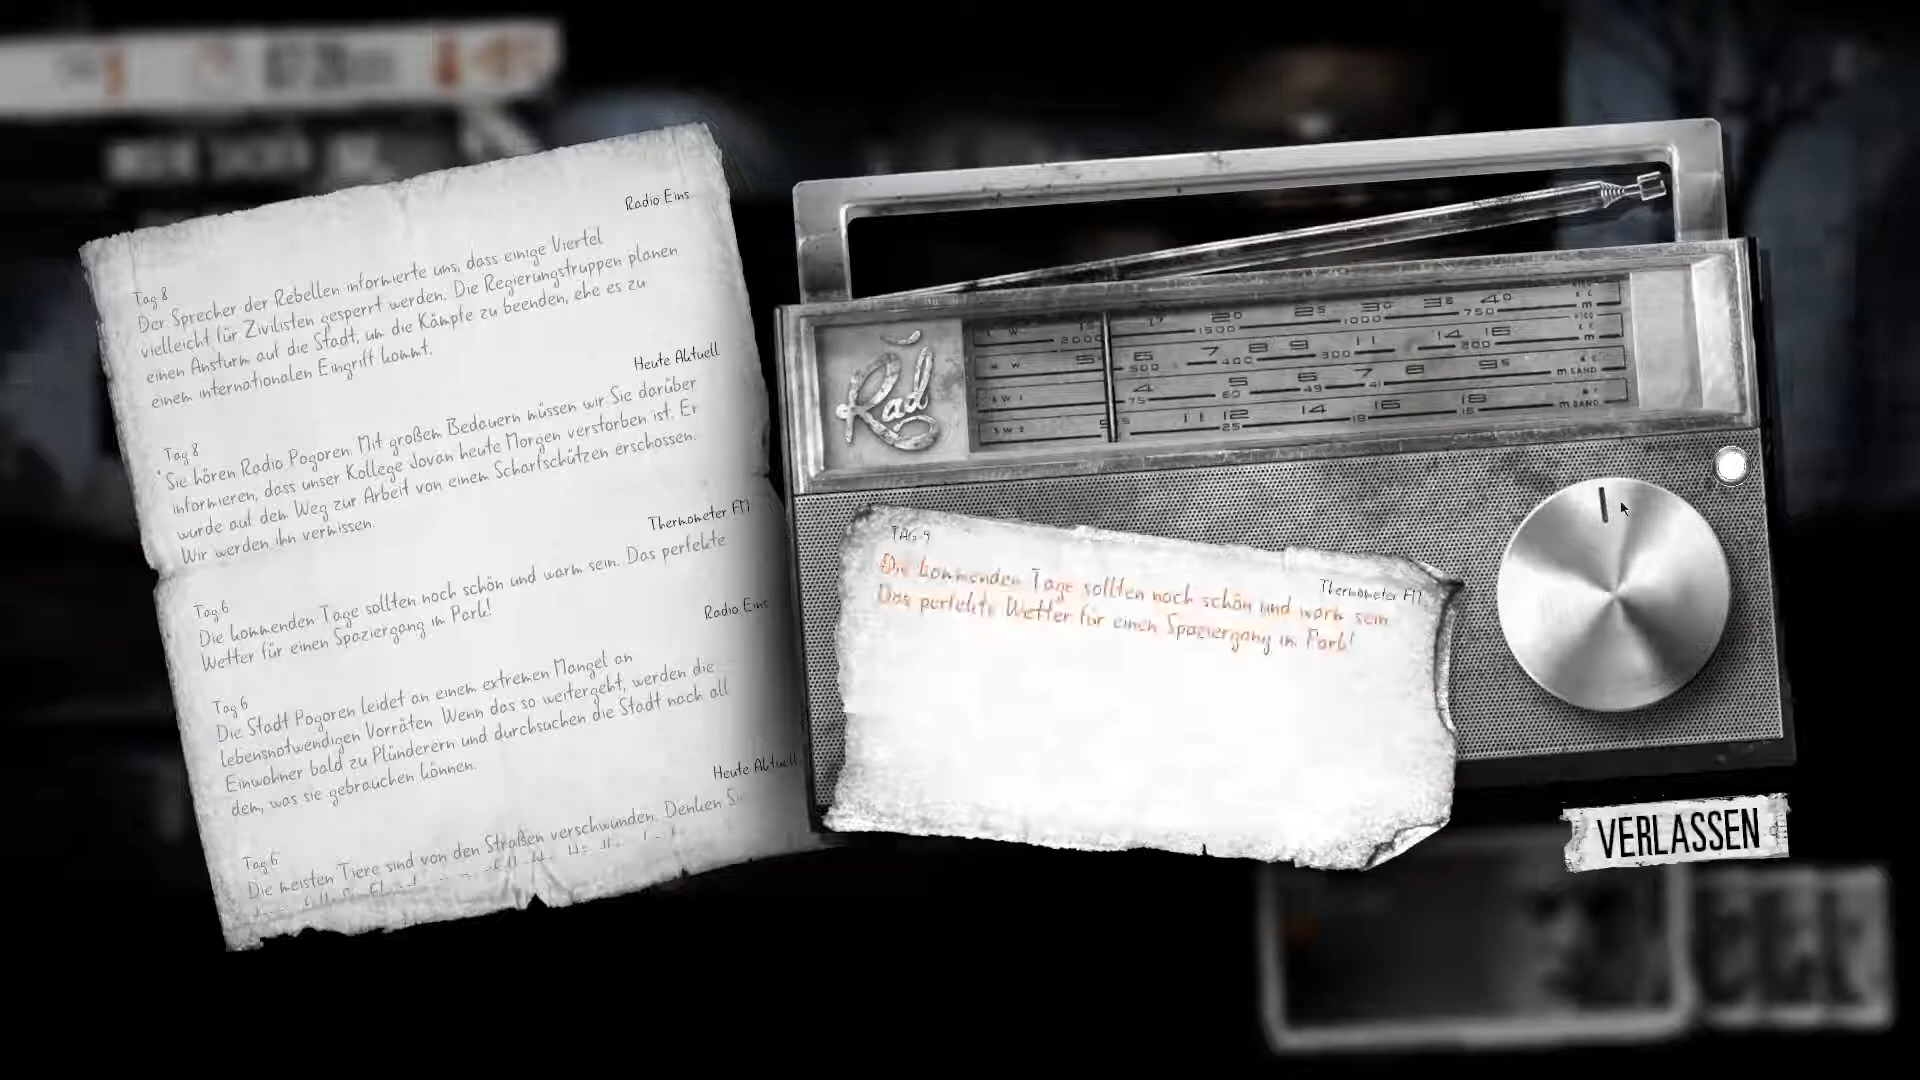 Radio Eins
Tag 8
Der Sprecher der Rebellen informierte uns, dass einige Viertel
vielleicht für Zivilisten gesperrt werden. Die Regierungstruppen planen
einen Ansturm auf die Stadt, um die Kämpfe zu beenden, ehe es zu
einem internationalen Eingriff kommt.
Heute Aktuell
Tag 8
"Sie hören Radio Pogoren. Mit großem Bedauern müssen wir Sie darüber
informieren, dass unser Kollege Jovan heute Morgen verstorben ist. Er
wurde auf dem Weg zur Arbeit von einem Scharfschützen erschossen.
Wir werden ihn vermissen.
Thermometer FM
Tag 6
Die kommenden Tage sollten noch schön und warm sein. Das perfekte
Wetter für einen Spaziergang im Park!
Radio Eins
Tag 6
Die Stadt Pogoren leidet an einem extremen Mangel an
lebensnotwendigen Vorräten. Wenn das so weitergeht, werden die
Einwohner bald zu Plünderern und durchsuchen die Stadt nach all
dem, was sie gebrauchen können.
Heute Aktuell
Tag 6
Die meisten Tiere sind von den Straßen verschwunden. Denken Si
Rad
TAG 9
Thermometer FM
Die kommenden Tage sollten noch schön und warm sein.
Das perfekte Wetter für einen Spaziergang im Park!
VERLASSEN